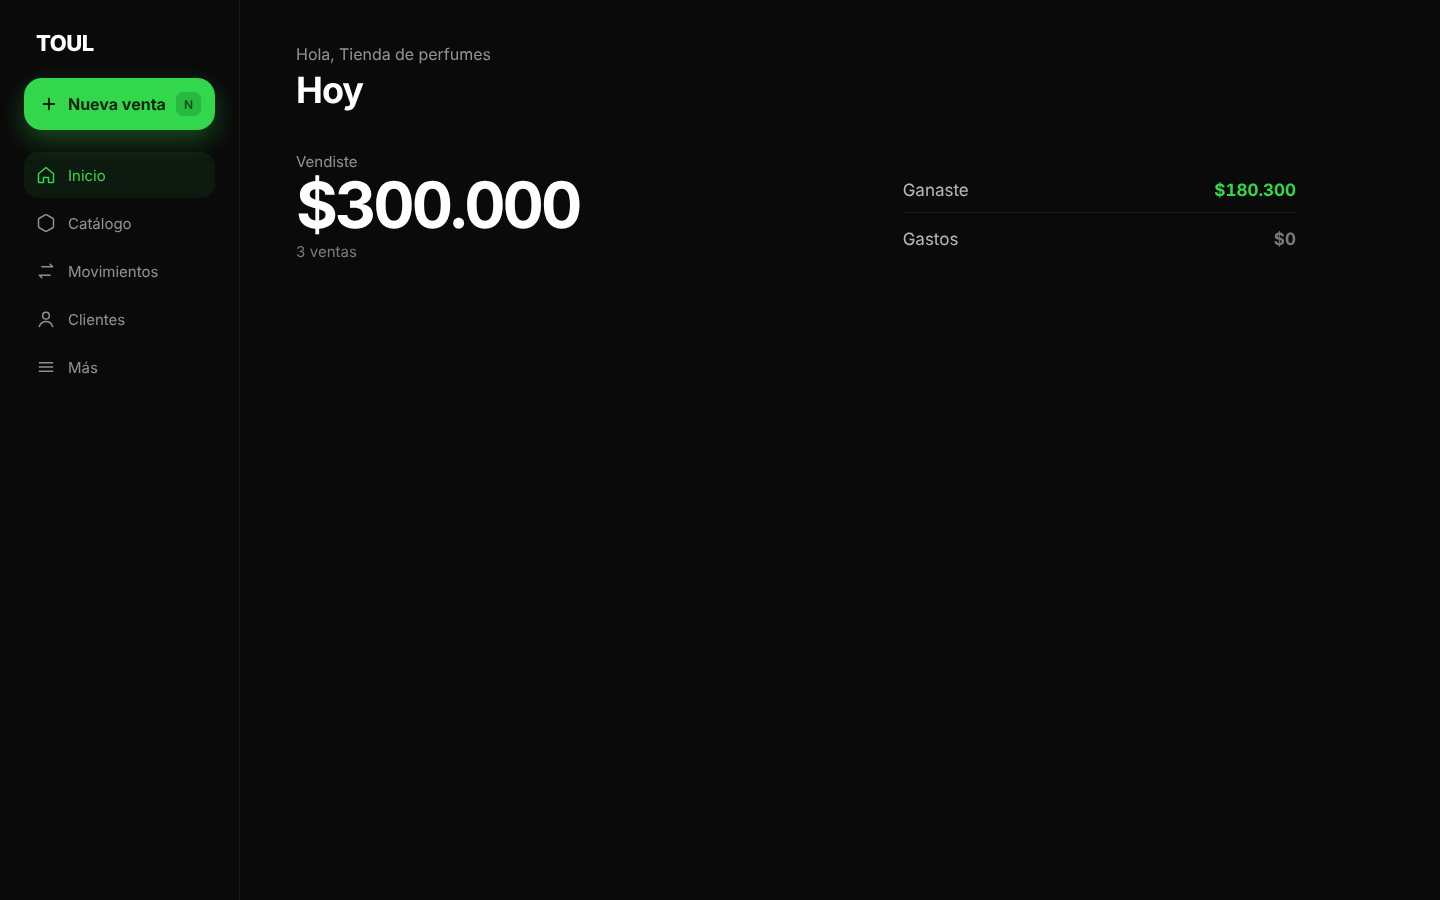 TOUL
Nueva venta N
Inicio
Catálogo
Movimientos
Clientes
Más
Hola, Tienda de perfumes
Hoy
Vendiste
$300.000
3 ventas
Ganaste $180.300
Gastos $0